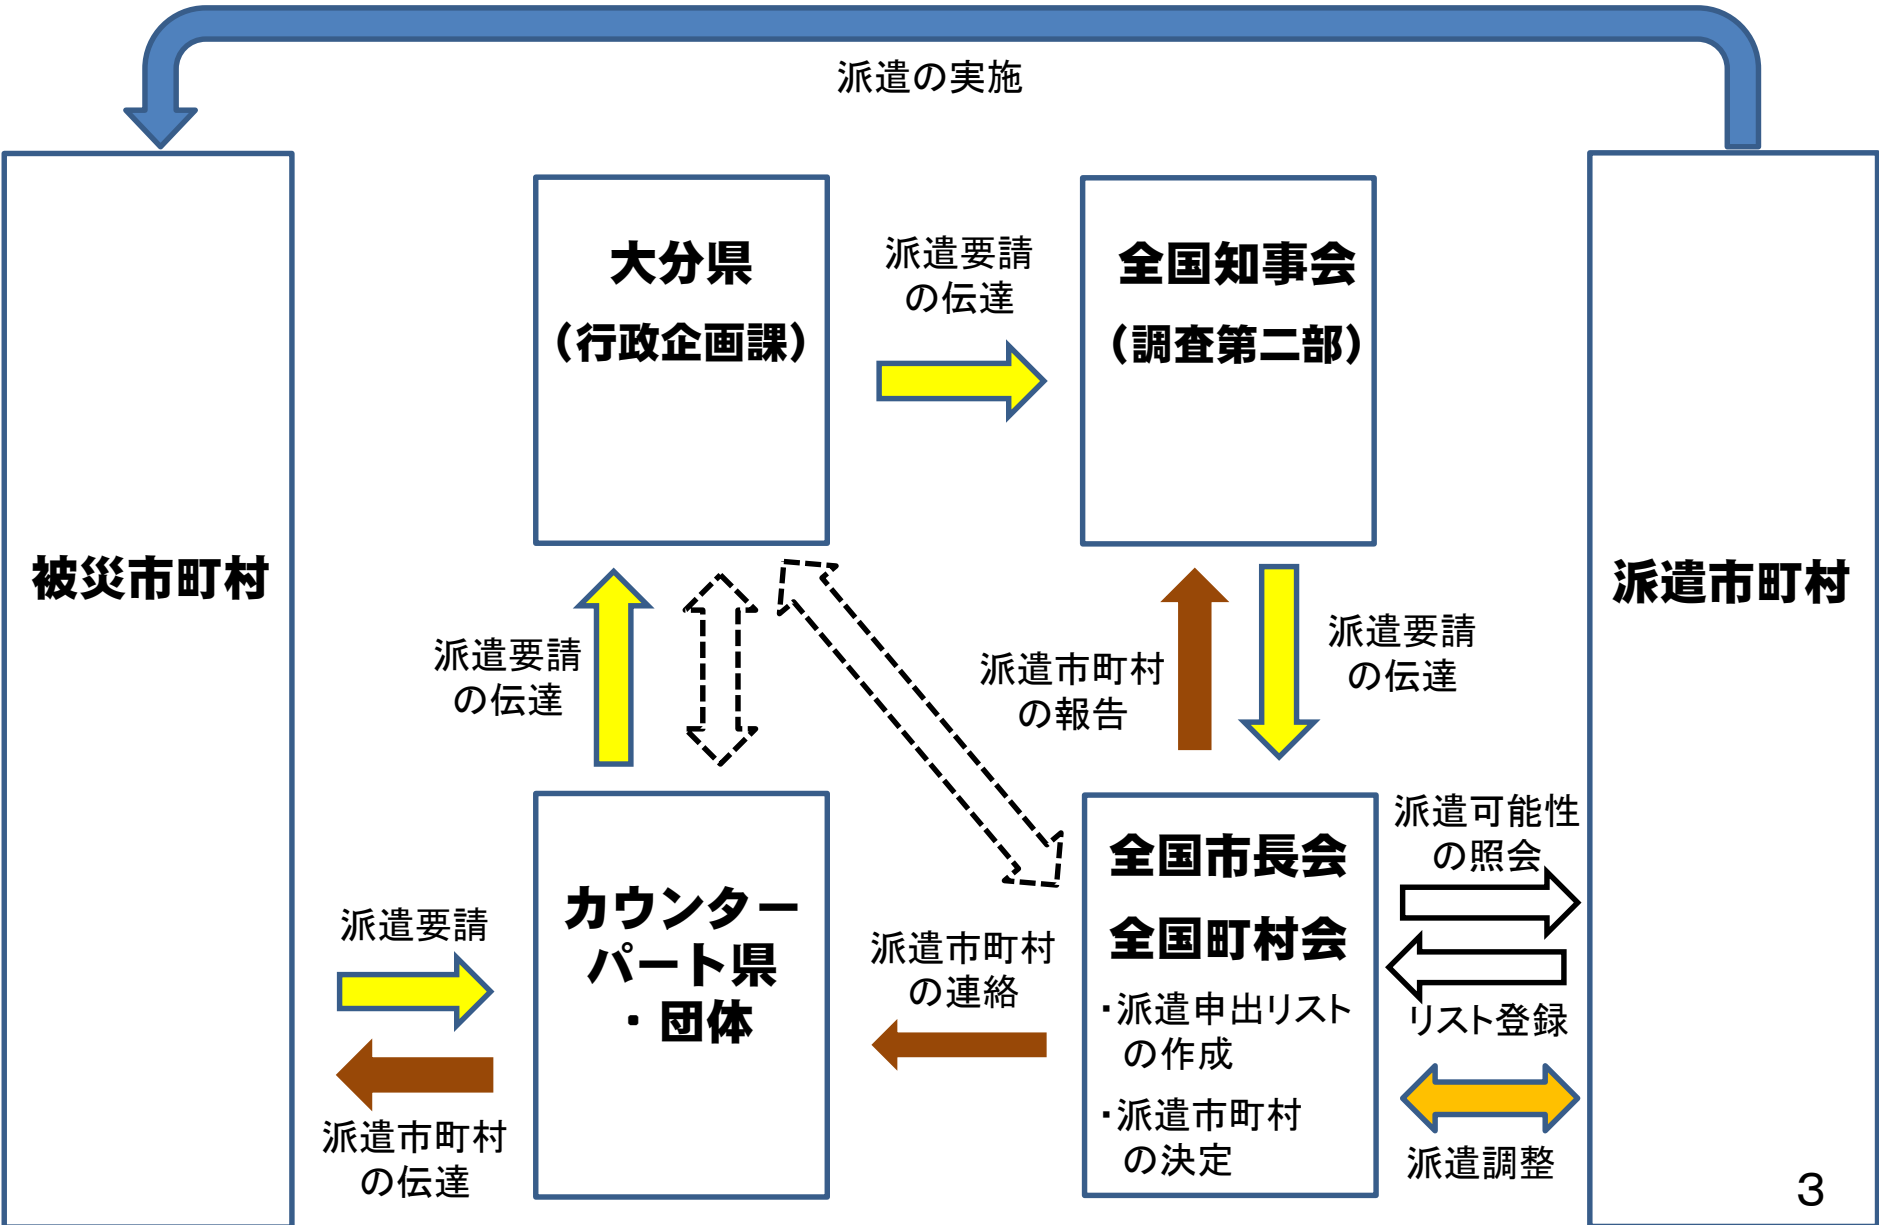 派遣の実施
被災市町村
大分県
（行政企画課）
派遣要請
の伝達
全国知事会
（調査第二部）
派遣市町村
派遣要請
の伝達
派遣市町村
の報告
派遣要請
の伝達
派遣要請
派遣市町村
の伝達
カウンター
パート県
・団体
派遣市町村
の連絡
全国市長会
全国町村会
・派遣申出リスト
の作成
・派遣市町村
の決定
派遣可能性
の照会
リスト登録
派遣調整
3